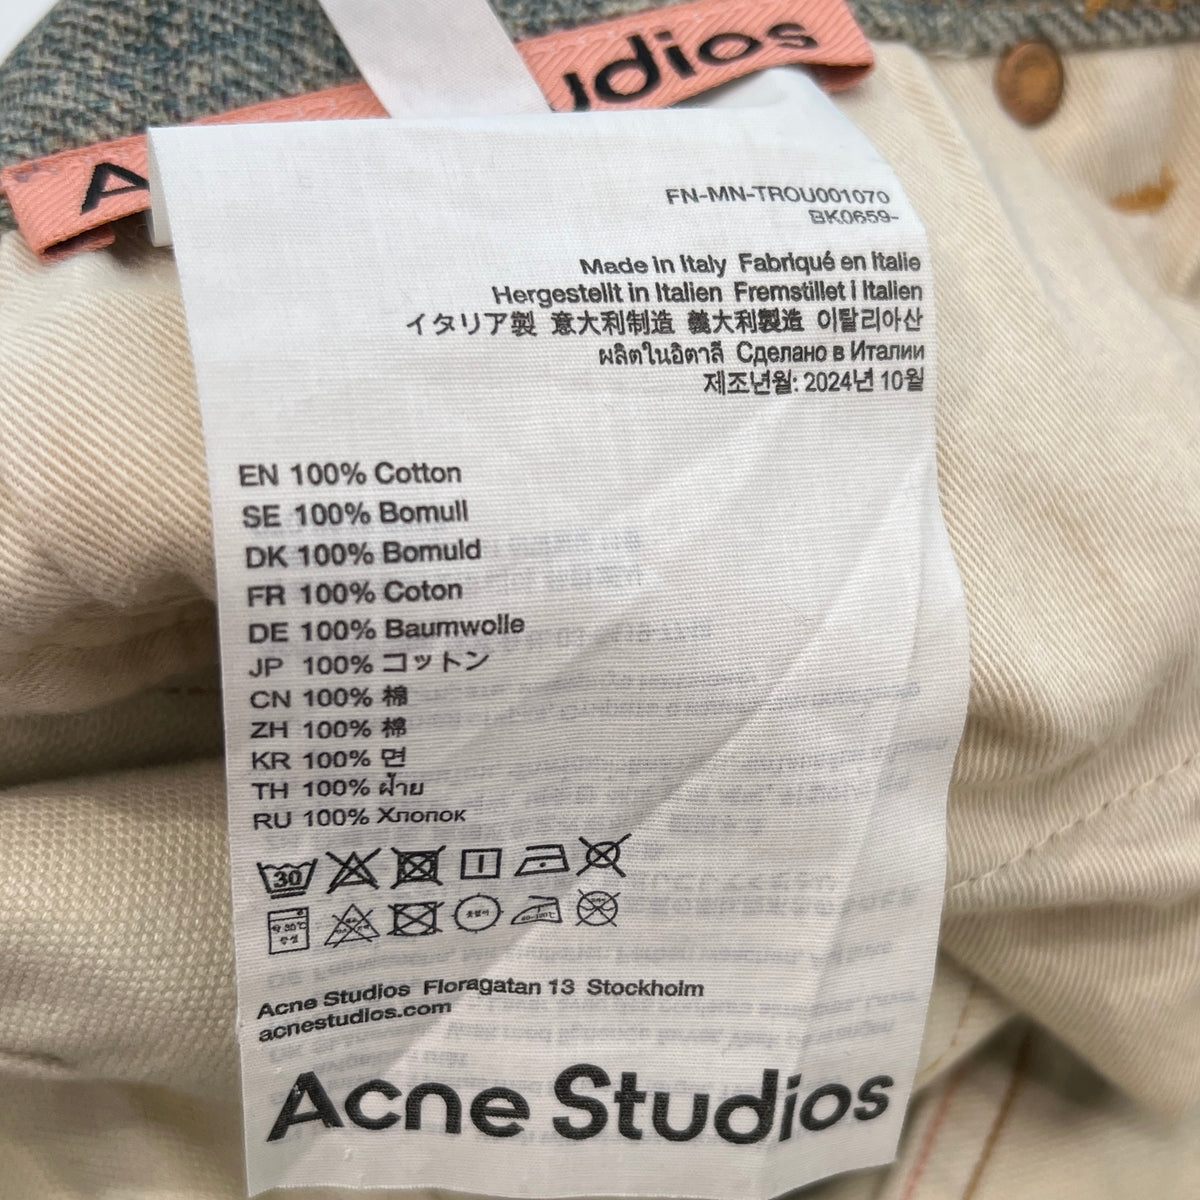 Acne Studios
FN-MN-TROU001070
BK0659-
Made in Italy Fabriqué en Italie
Hergestellt in Italien Fremstillet i Italien
イタリア製 意大利制造 義大利製造 이탈리아산
ผลิตในอิตาลี Сделано в Италии
제조년월: 2024년 10월
EN 100% Cotton
SE 100% Bomull
DK 100% Bomuld
FR 100% Coton
DE 100% Baumwolle
JP 100% コットン
CN 100% 棉
ZH 100% 棉
KR 100% 면
TH 100% ฝ้าย
RU 100% Хлопок
30
Acne Studios Floragatan 13 Stockholm
acnestudios.com
Acne Studios